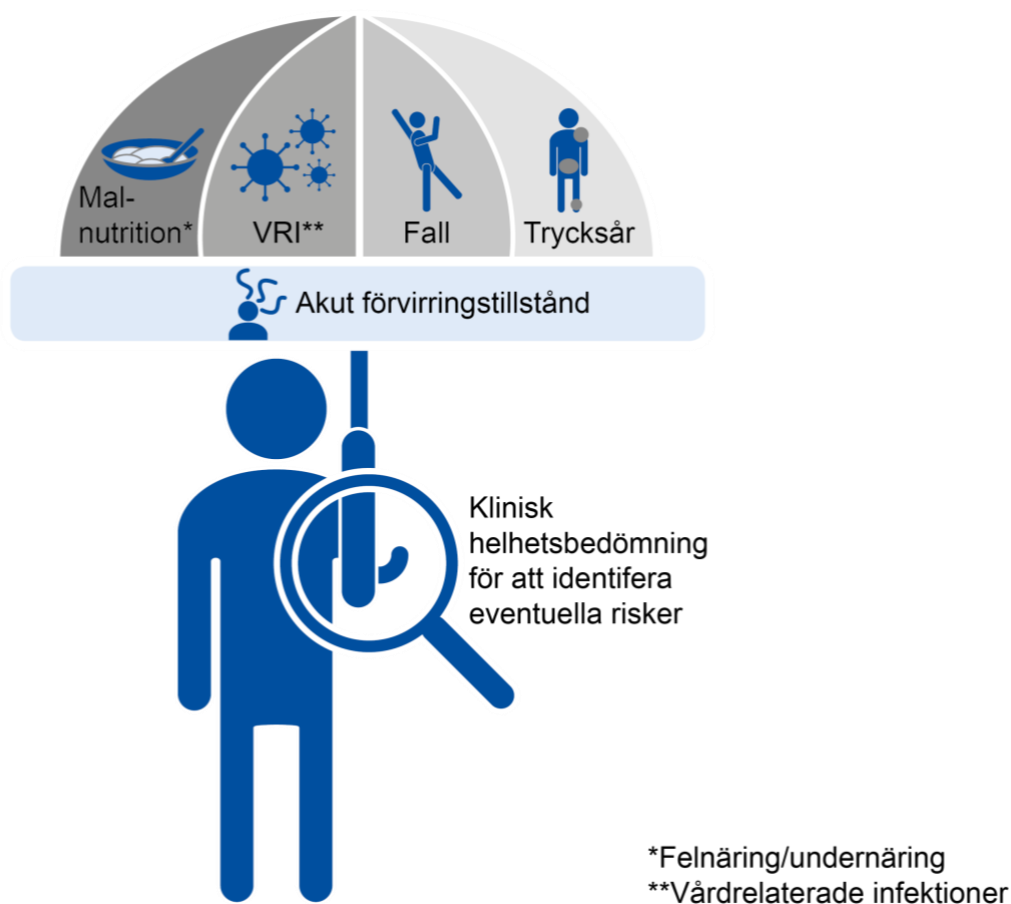 Mal-
nutrition*
VRI**
Fall
Trycksår
Akut förvirringstillstånd
Klinisk
helhetsbedömning
för att identifera
eventuella risker
*Felnäring/undernäring
**Vårdrelaterade infektioner